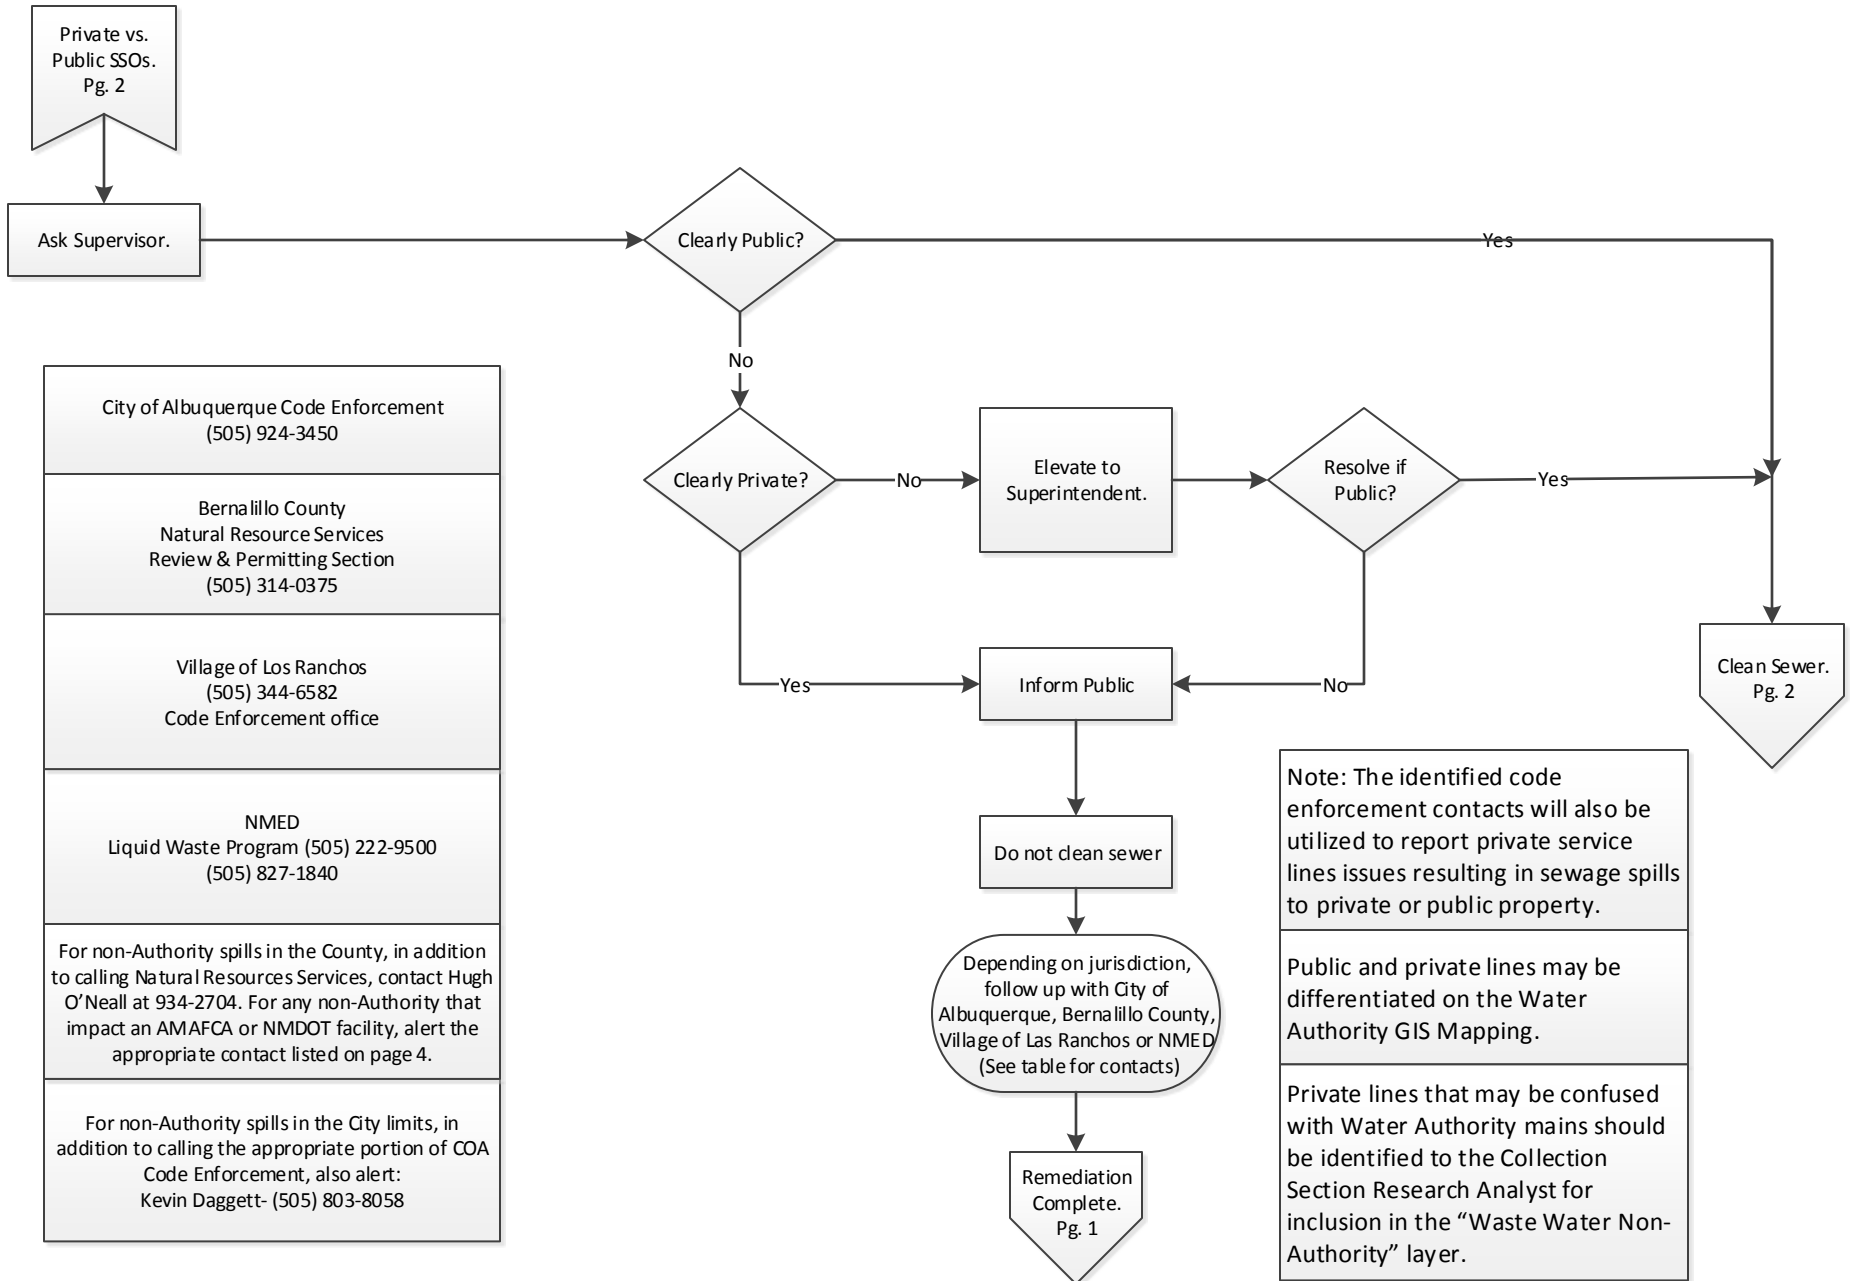 Private vs.
Public SSOs.
Pg. 2
Ask Supervisor.
Clearly Public?
Yes
No
Clearly Private?
No
Elevate to
Superintendent.
Resolve if
Public?
Yes
Yes
Inform Public
No
Clean Sewer.
Pg. 2
Do not clean sewer
Depending on jurisdiction,
follow up with City of
Albuquerque, Bernalillo County,
Village of Las Ranchos or NMED
(See table for contacts)
Remediation
Complete.
Pg. 1
City of Albuquerque Code Enforcement
(505) 924-3450
Bernalillo County
Natural Resource Services
Review & Permitting Section
(505) 314-0375
Village of Los Ranchos
(505) 344-6582
Code Enforcement office
NMED
Liquid Waste Program (505) 222-9500
(505) 827-1840
For non-Authority spills in the County, in addition
to calling Natural Resources Services, contact Hugh
O’Neall at 934-2704. For any non-Authority that
impact an AMAFCA or NMDOT facility, alert the
appropriate contact listed on page 4.
For non-Authority spills in the City limits, in
addition to calling the appropriate portion of COA
Code Enforcement, also alert:
Kevin Daggett- (505) 803-8058
Note: The identified code
enforcement contacts will also be
utilized to report private service
lines issues resulting in sewage spills
to private or public property.
Public and private lines may be
differentiated on the Water
Authority GIS Mapping.
Private lines that may be confused
with Water Authority mains should
be identified to the Collection
Section Research Analyst for
inclusion in the “Waste Water Non-
Authority” layer.